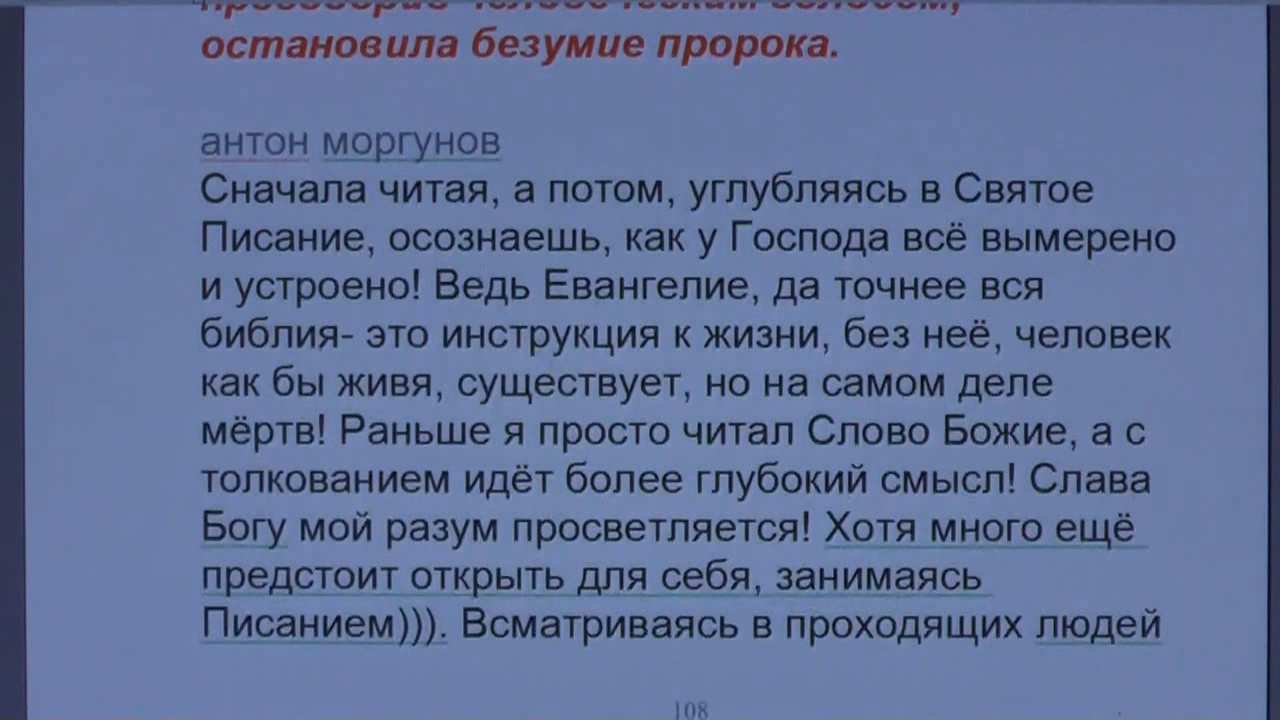 остановила безумие пророка.
антон моргунов
Сначала читая, а потом, углубляясь в Святое
Писание, осознаешь, как у Господа всё вымерено
и устроено! Ведь Евангелие, да точнее вся
библия- это инструкция к жизни, без неё, человек
как бы живя, существует, но на самом деле
мёртв! Раньше я просто читал Слово Божие, а с
толкованием идёт более глубокий смысл! Слава
Богу мой разум просветляется! Хотя много ещё
предстоит открыть для себя, занимаясь
Писанием))). Всматриваясь в проходящих людей
108